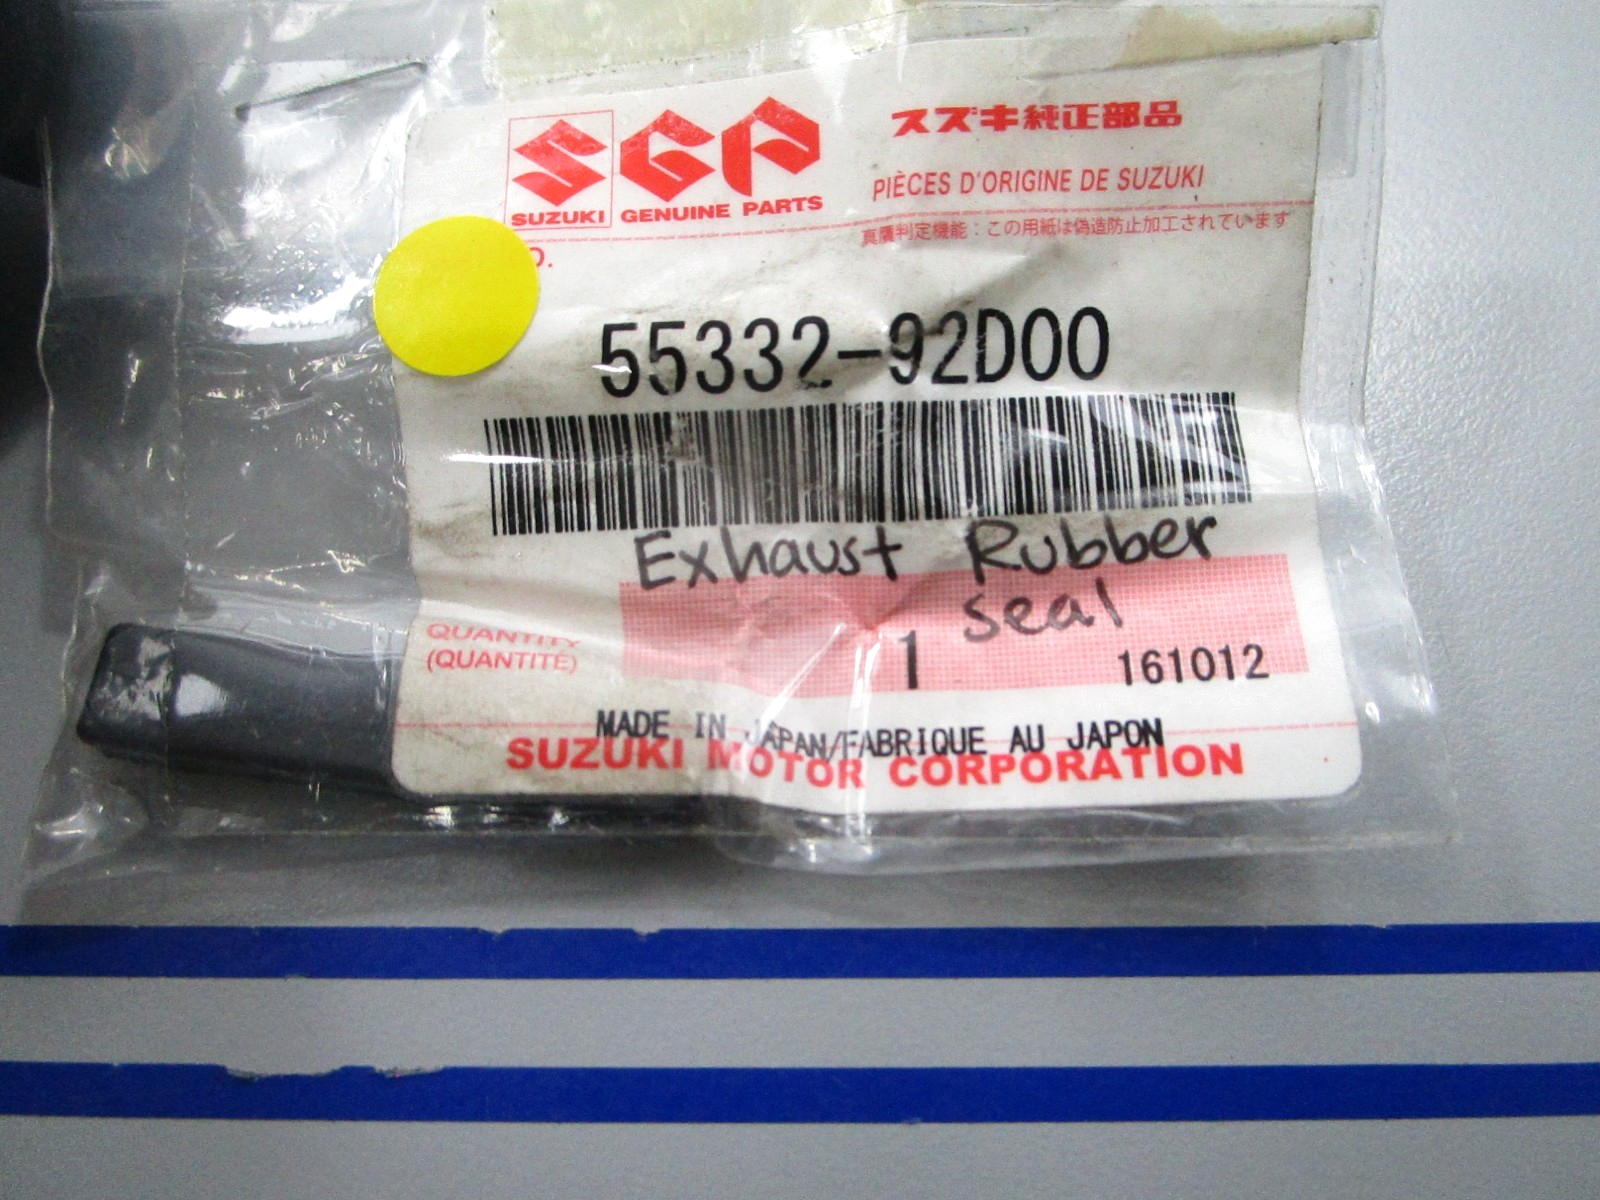 SGP
スズキ純正部品
SUZUKI GENUINE PARTS
PIÈCES D'ORIGINE DE SUZUKI
真贋判定機能：この用紙は偽造防止加工されています
55332-92D00
Exhaust Rubber
seal
QUANTITY
(QUANTITÉ)
1
161012
MADE IN JAPAN/FABRIQUE AU JAPON
SUZUKI MOTOR CORPORATION